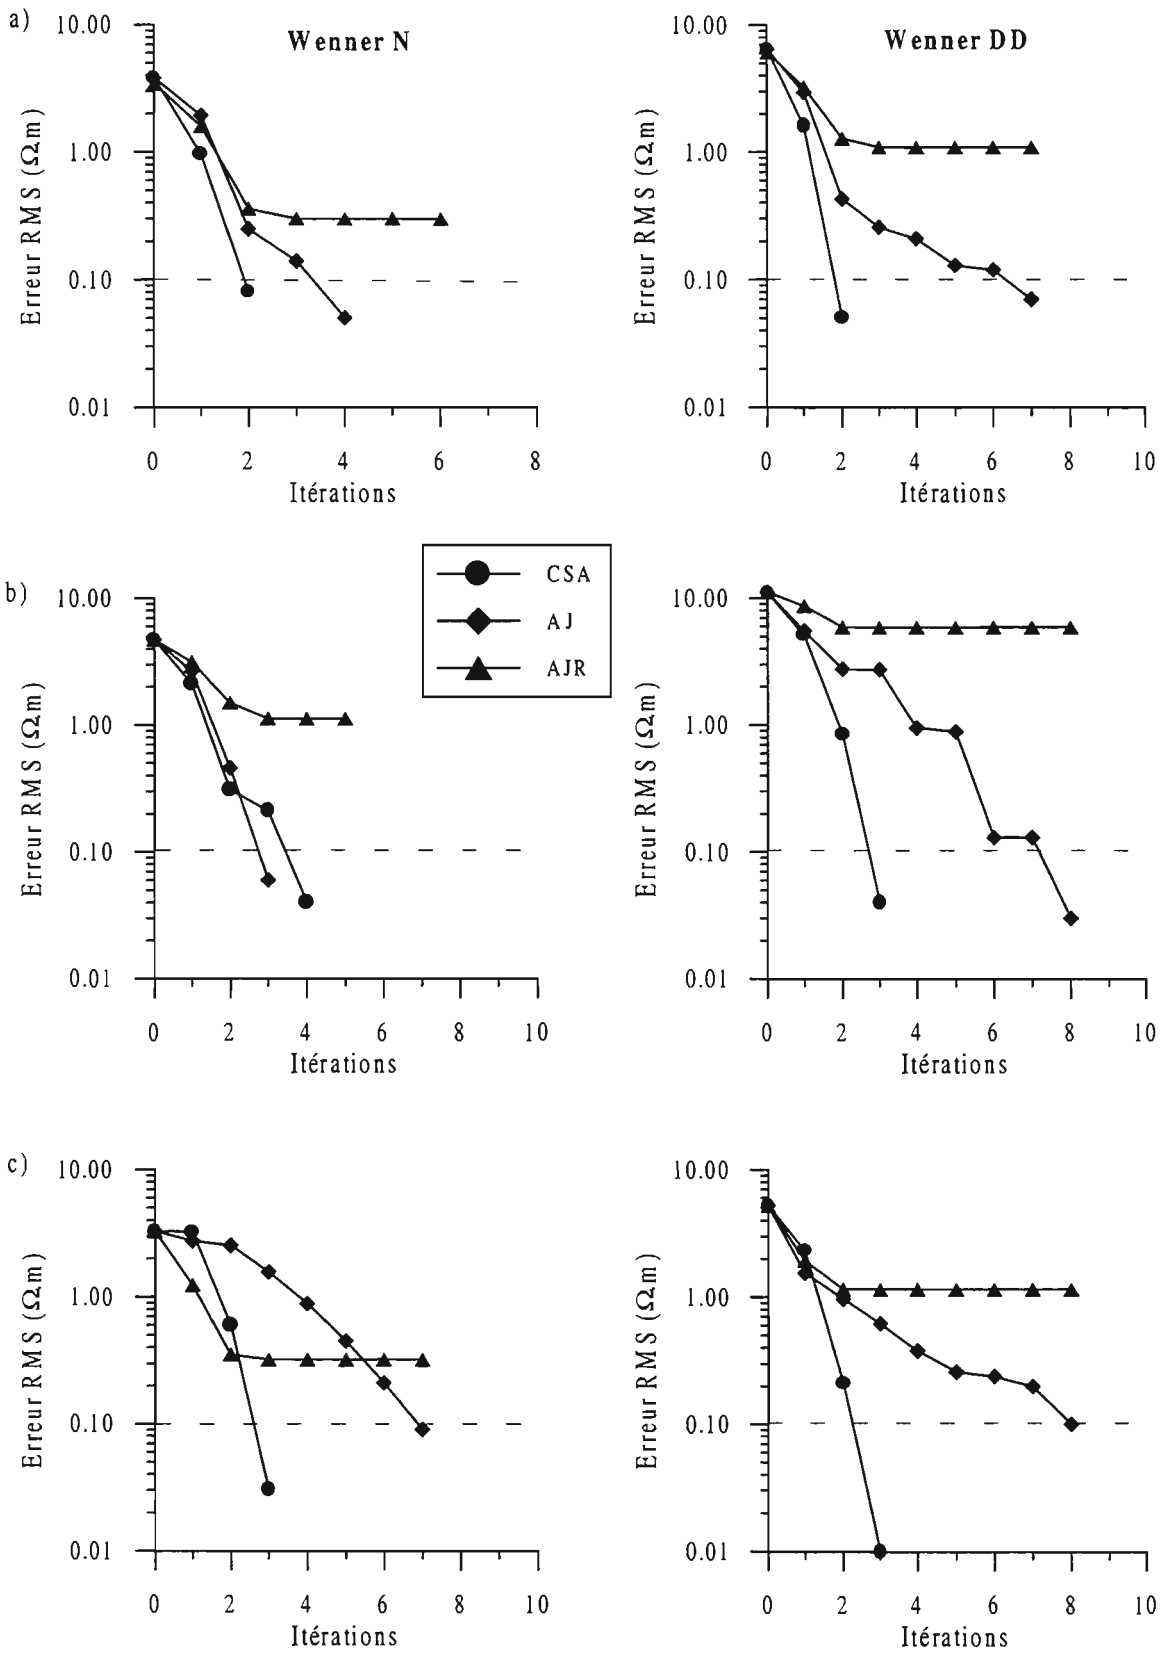 a)
Wenner N
10.00
1.00
0.10
0.01
Erreur RMS (Ωm)
0 2 4 6 8
Itérations
Wenner DD
10.00
1.00
0.10
0.01
Erreur RMS (Ωm)
0 2 4 6 8 10
Itérations
b)
10.00
1.00
0.10
0.01
Erreur RMS (Ωm)
0 2 4 6 8 10
Itérations
CSA
AJ
AJR
10.00
1.00
0.10
0.01
Erreur RMS (Ωm)
0 2 4 6 8 10
Itérations
c)
10.00
1.00
0.10
0.01
Erreur RMS (Ωm)
0 2 4 6 8 10
Itérations
10.00
1.00
0.10
0.01
Erreur RMS (Ωm)
0 2 4 6 8 10
Itérations